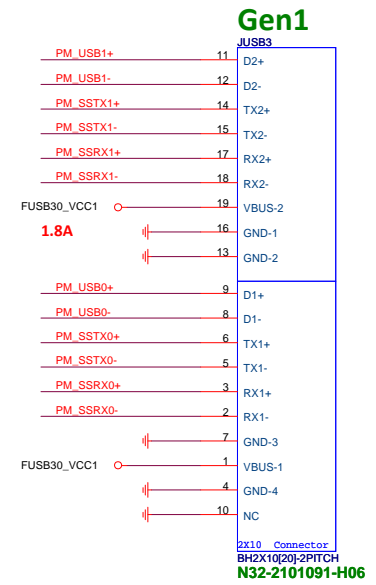 Gen1
JUSB3
PM_USB1+ 11 D2+
PM_USB1- 12 D2-
PM_SSTX1+ 14 TX2+
PM_SSTX1- 15 TX2-
PM_SSRX1+ 17 RX2+
PM_SSRX1- 18 RX2-
FUSB30_VCC1 19 VBUS-2
1.8A 16 GND-1
13 GND-2
PM_USB0+ 9 D1+
PM_USB0- 8 D1-
PM_SSTX0+ 6 TX1+
PM_SSTX0- 5 TX1-
PM_SSRX0+ 3 RX1+
PM_SSRX0- 2 RX1-
7 GND-3
FUSB30_VCC1 1 VBUS-1
4 GND-4
10 NC
2X10 Connector
BH2X10[20]-2PITCH
N32-2101091-H06